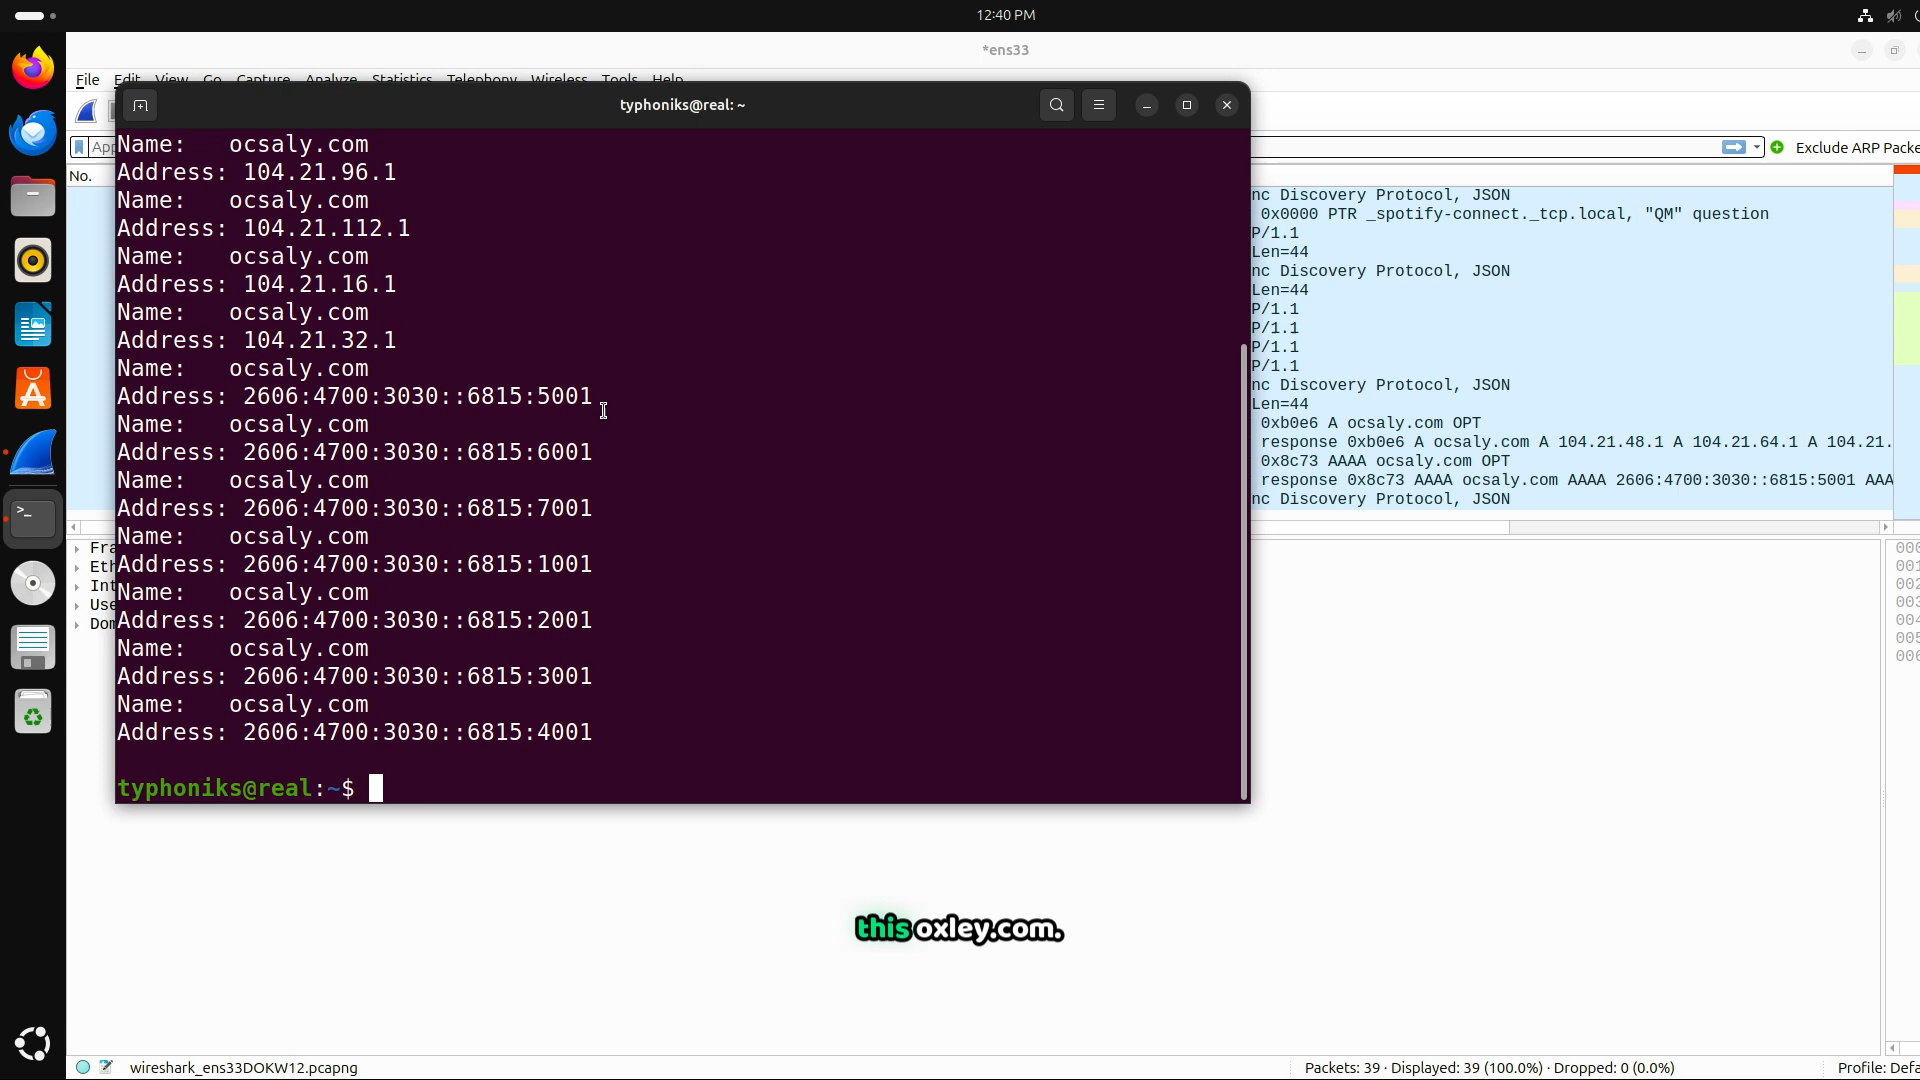 12:40 PM
*ens33
File Edit View Go Capture Analyze Statistics Telephony Wireless Tools Help
typhoniks@real: ~
App
Exclude ARP Packe
No.
Name: ocsaly.com
Address: 104.21.96.1
Name: ocsaly.com
Address: 104.21.112.1
Name: ocsaly.com
Address: 104.21.16.1
Name: ocsaly.com
Address: 104.21.32.1
Name: ocsaly.com
Address: 2606:4700:3030::6815:5001
Name: ocsaly.com
Address: 2606:4700:3030::6815:6001
Name: ocsaly.com
Address: 2606:4700:3030::6815:7001
Name: ocsaly.com
Address: 2606:4700:3030::6815:1001
Name: ocsaly.com
Address: 2606:4700:3030::6815:2001
Name: ocsaly.com
Address: 2606:4700:3030::6815:3001
Name: ocsaly.com
Address: 2606:4700:3030::6815:4001
typhoniks@real:~$
nc Discovery Protocol, JSON
0x0000 PTR _spotify-connect._tcp.local, "QM" question
P/1.1
Len=44
nc Discovery Protocol, JSON
Len=44
P/1.1
P/1.1
P/1.1
P/1.1
nc Discovery Protocol, JSON
Len=44
0xb0e6 A ocsaly.com OPT
response 0xb0e6 A ocsaly.com A 104.21.48.1 A 104.21.64.1 A 104.21.
0x8c73 AAAA ocsaly.com OPT
response 0x8c73 AAAA ocsaly.com AAAA 2606:4700:3030::6815:5001 AAA
nc Discovery Protocol, JSON
Fra
Eth
Int
Use
Dom
000
001
002
003
004
005
006
this oxley.com.
wireshark_ens33DOKW12.pcapng
Packets: 39 · Displayed: 39 (100.0%) · Dropped: 0 (0.0%)
Profile: Defa